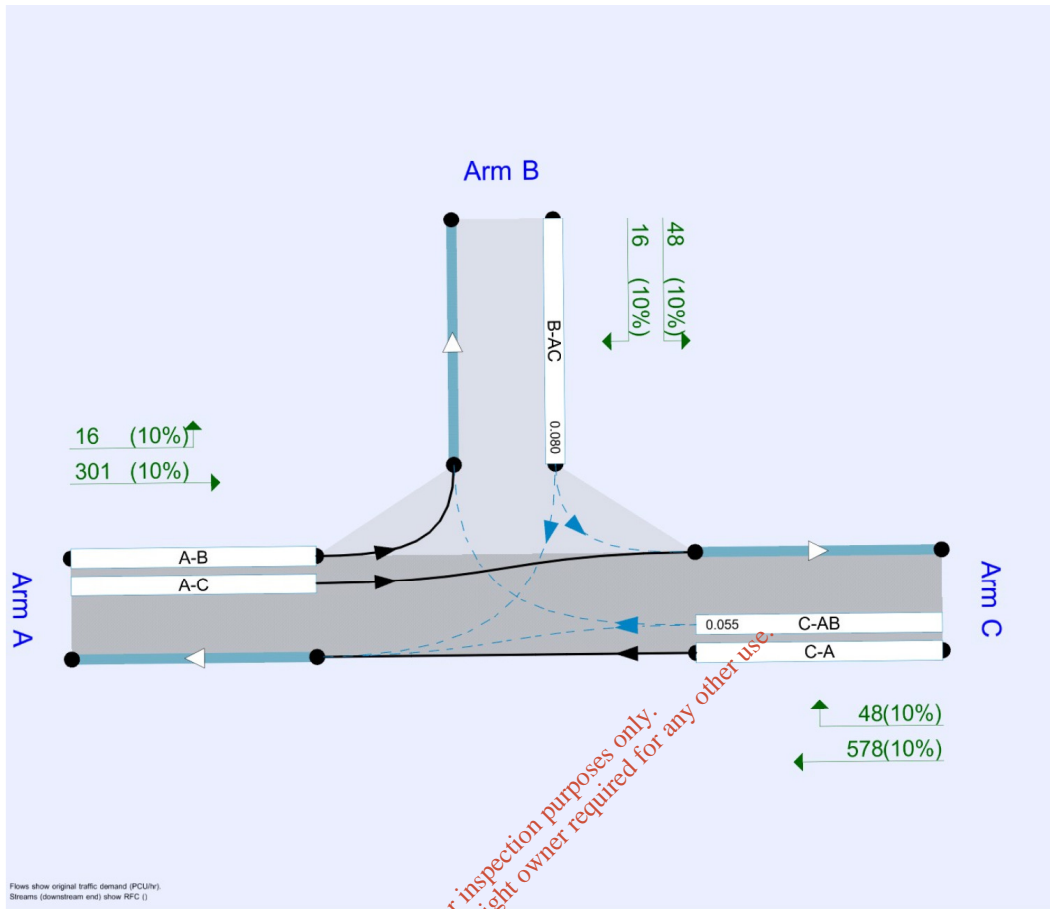 Arm B
16 (10%)
48 (10%)
B-AC
0.080
16 (10%)
301 (10%)
A-B
A-C
Arm A
Arm C
0.055 C-AB
C-A
48(10%)
578(10%)
inspection purposes only.
owner required for any other use.
Flows show original traffic demand (PCU/hr).
Streams (downstream end) show RFC ()